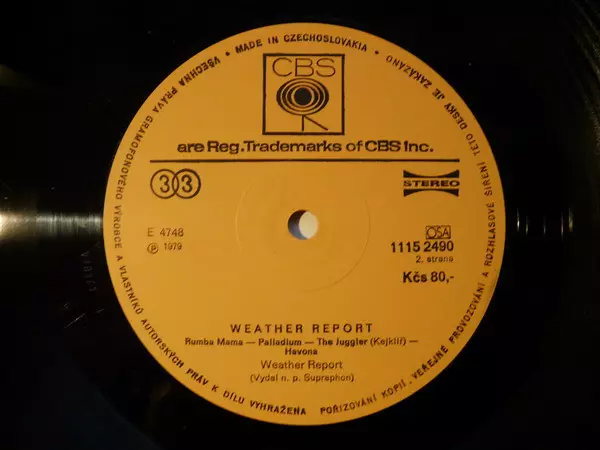 • MADE IN CZECHOSLOVAKIA •
VŠECHNA PRÁVA GRAMOFONOVÉHO VÝROBCE A VLASTNÍKŮ AUTORSKÝCH PRÁV K DÍLU VYHRAŽENA
POŘIZOVÁNÍ KOPIÍ, VEŘEJNÉ PROVOZOVÁNÍ A ROZHLASOVÉ ŠÍŘENÍ TÉTO DESKY JE ZAKÁZÁNO
CBS
are Reg.Trademarks of CBS Inc.
33
STEREO
E 4748
Ⓟ 1979
OSA
1115 2490
2. strana
Kčs 80,-
WEATHER REPORT
Rumba Mama — Palladium — The Juggler (Kejklíř) —
Havona
Weather Report
(Vydal n. p. Supraphon)